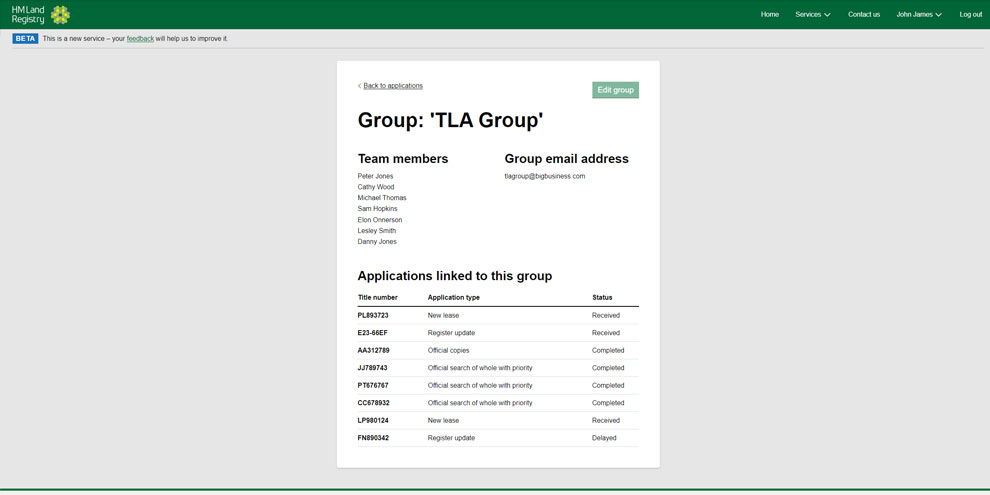 HM Land
Registry
Home Services Contact us John James Log out
BETA This is a new service – your feedback will help us to improve it.
Back to applications
Edit group
Group: 'TLA Group'
Team members
Peter Jones
Cathy Wood
Michael Thomas
Sam Hopkins
Elon Onnerson
Lesley Smith
Danny Jones
Group email address
tlagroup@bigbusiness.com
Applications linked to this group
Title number Application type Status
PL893723 New lease Received
E23-66EF Register update Received
AA312789 Official copies Completed
JJ789743 Official search of whole with priority Completed
PT676767 Official search of whole with priority Completed
CC678932 Official search of whole with priority Completed
LP980124 New lease Received
FN890342 Register update Delayed